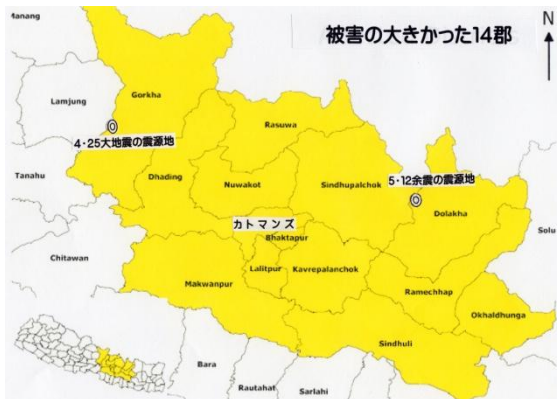 被害の大きかった14郡
N
Manang
Lamjung
Gorkha
4・25大地震の震源地
Rasuwa
Tanahu
Dhading
Nuwakot
Sindhupalchok
5・12余震の震源地
Dolakha
Solu
カトマンズ
Bhaktapur
Chitawan
Lalitpur
Kavrepalanchok
Makwanpur
Ramechhap
Okhaldhunga
Sindhuli
Bara
Rautahat
Sarlahi